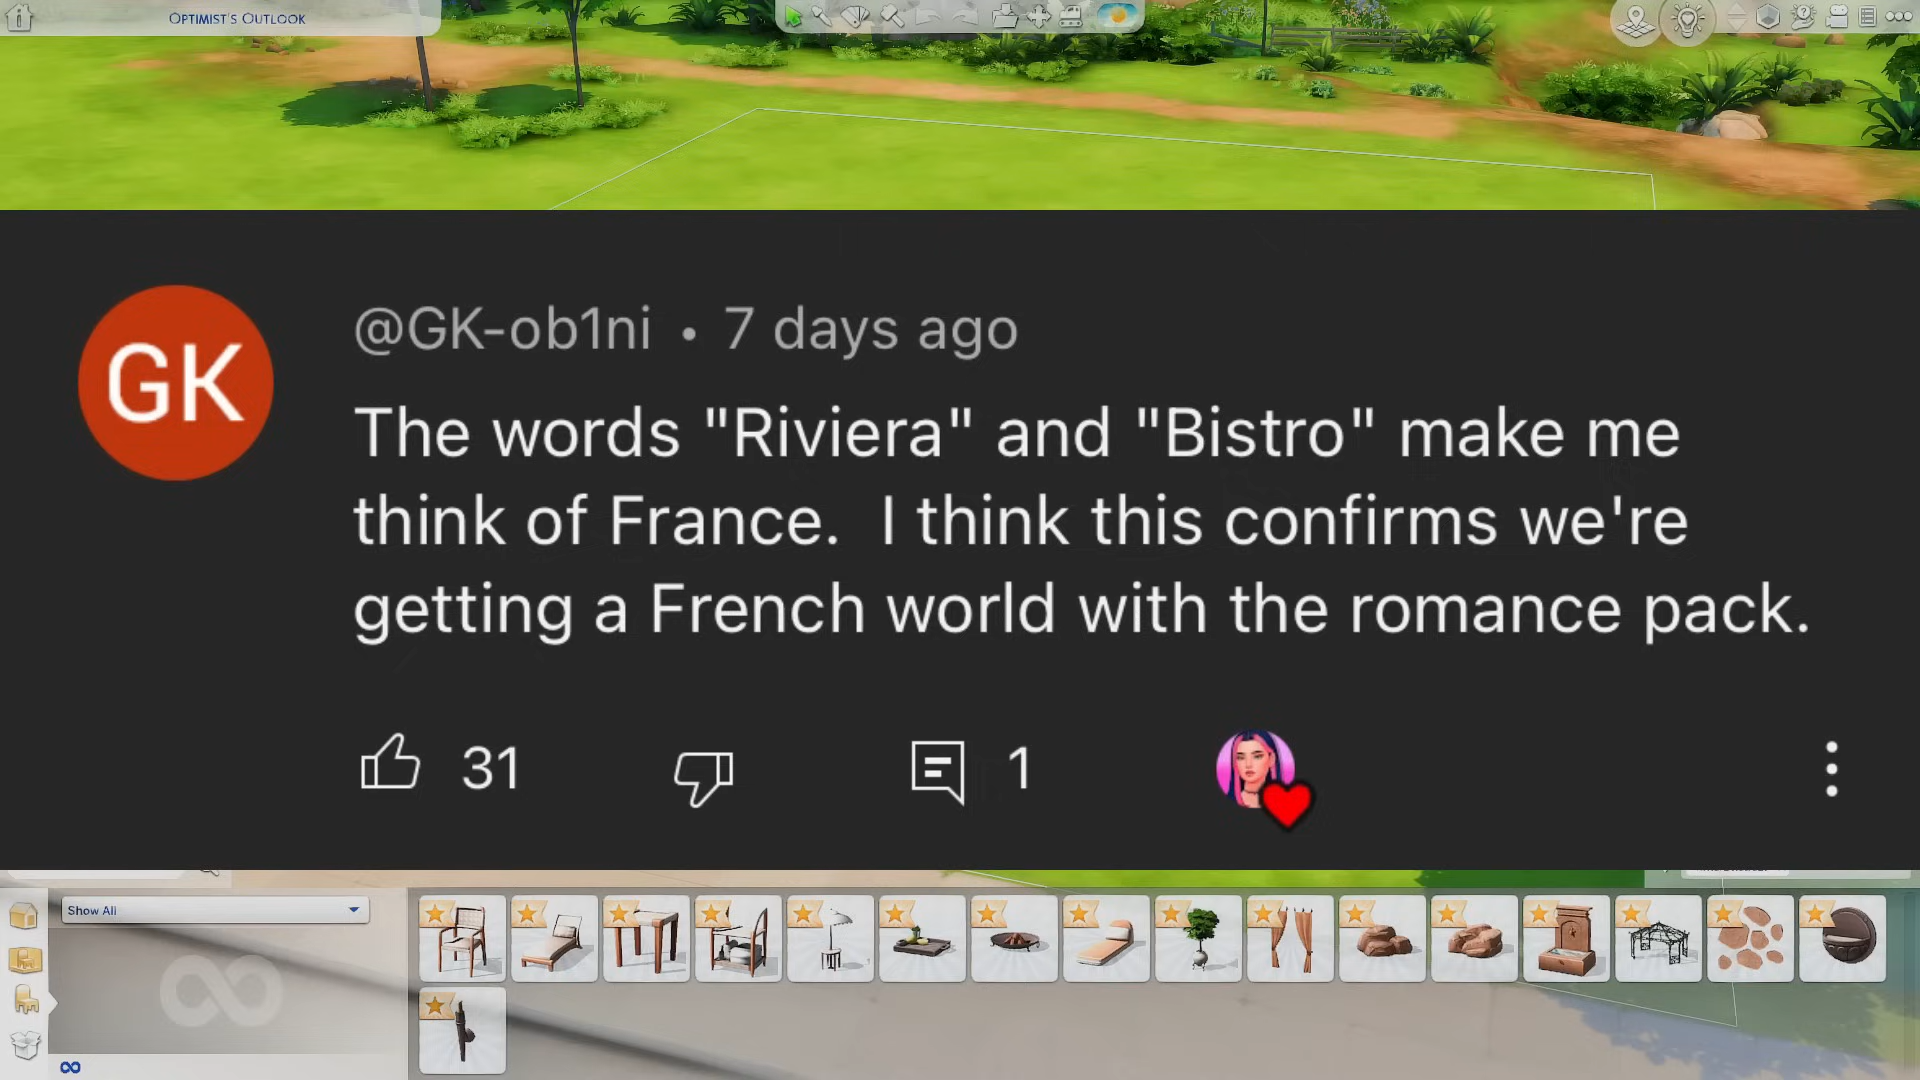 OPTIMIST'S OUTLOOK
GK
@GK-ob1ni • 7 days ago
The words "Riviera" and "Bistro" make me
think of France.  I think this confirms we're
getting a French world with the romance pack.
31
1
Show All